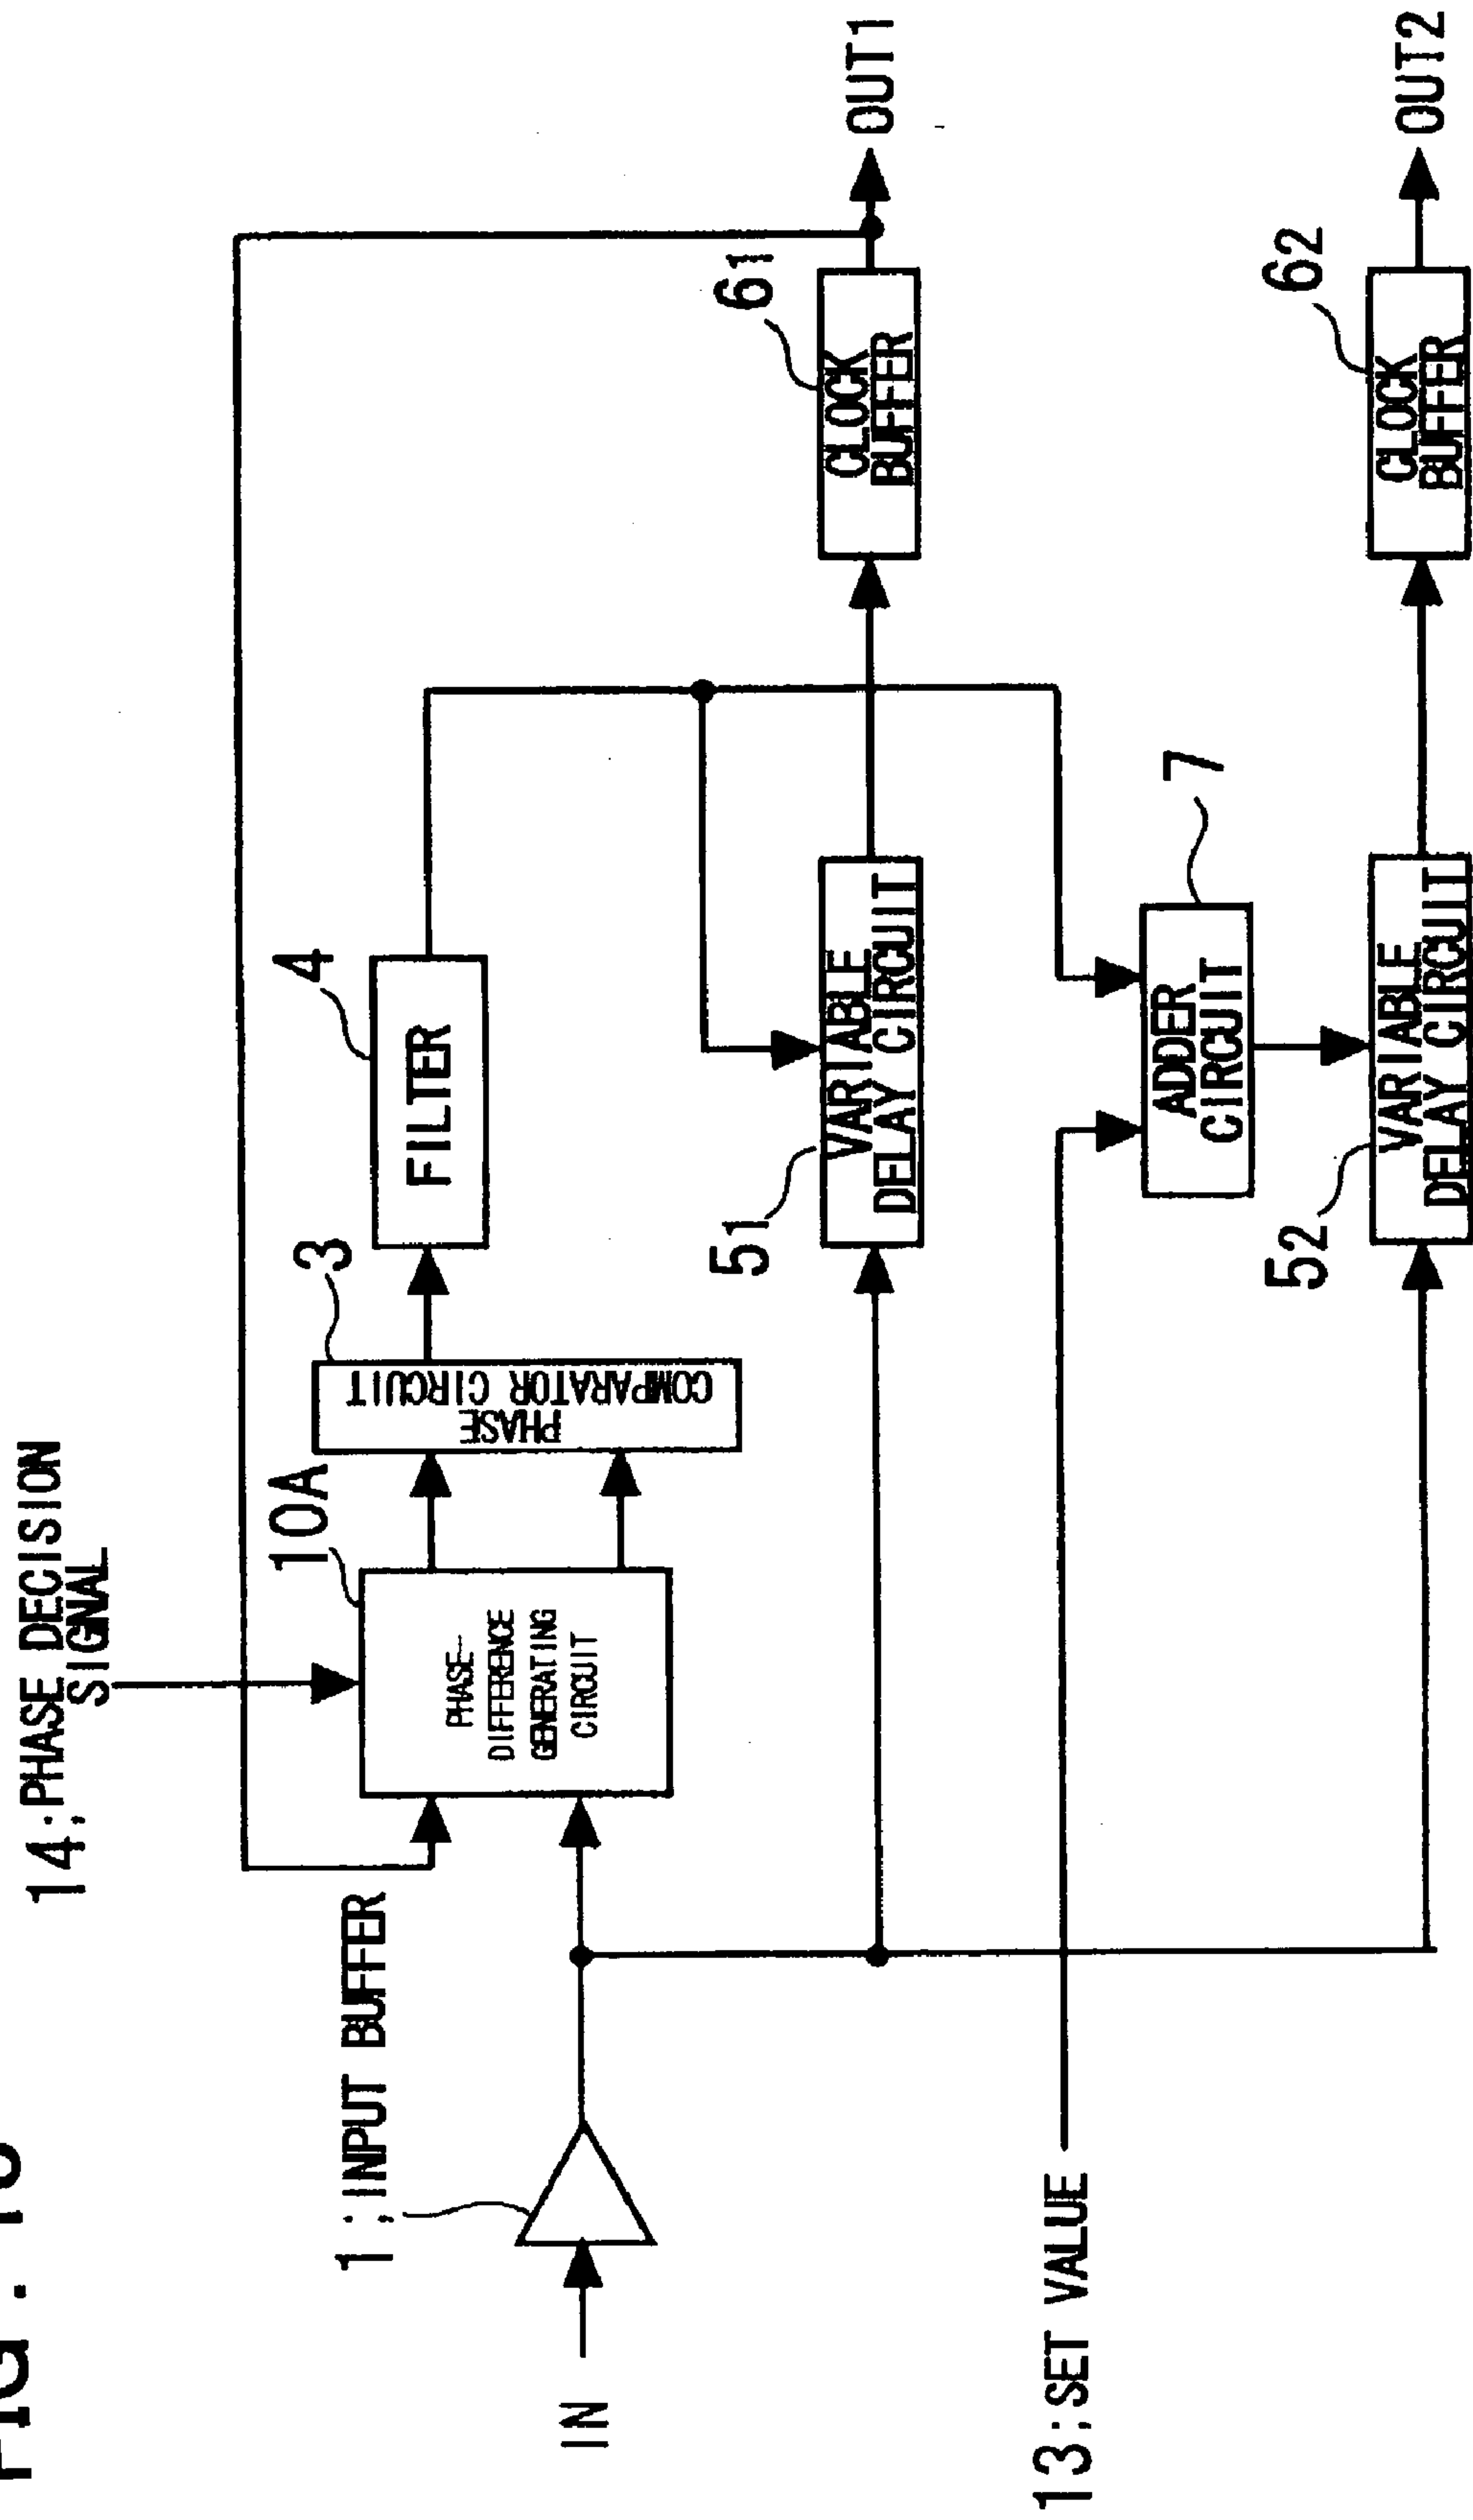 14:PHASE DECISION
SIGNAL
1:INPUT BUFFER
IN
10A
PHASE
DIFFERENCE
GENERATING
CIRCUIT
3
PHASE
COMPARATOR CIRCUIT
4
FILTER
51
VARIABLE
DELAY CIRCUIT
61
CLOCK
BUFFER
OUT1
13:SET VALUE
7
ADDER
CIRCUIT
52
VARIABLE
DELAY CIRCUIT
62
CLOCK
BUFFER
OUT2